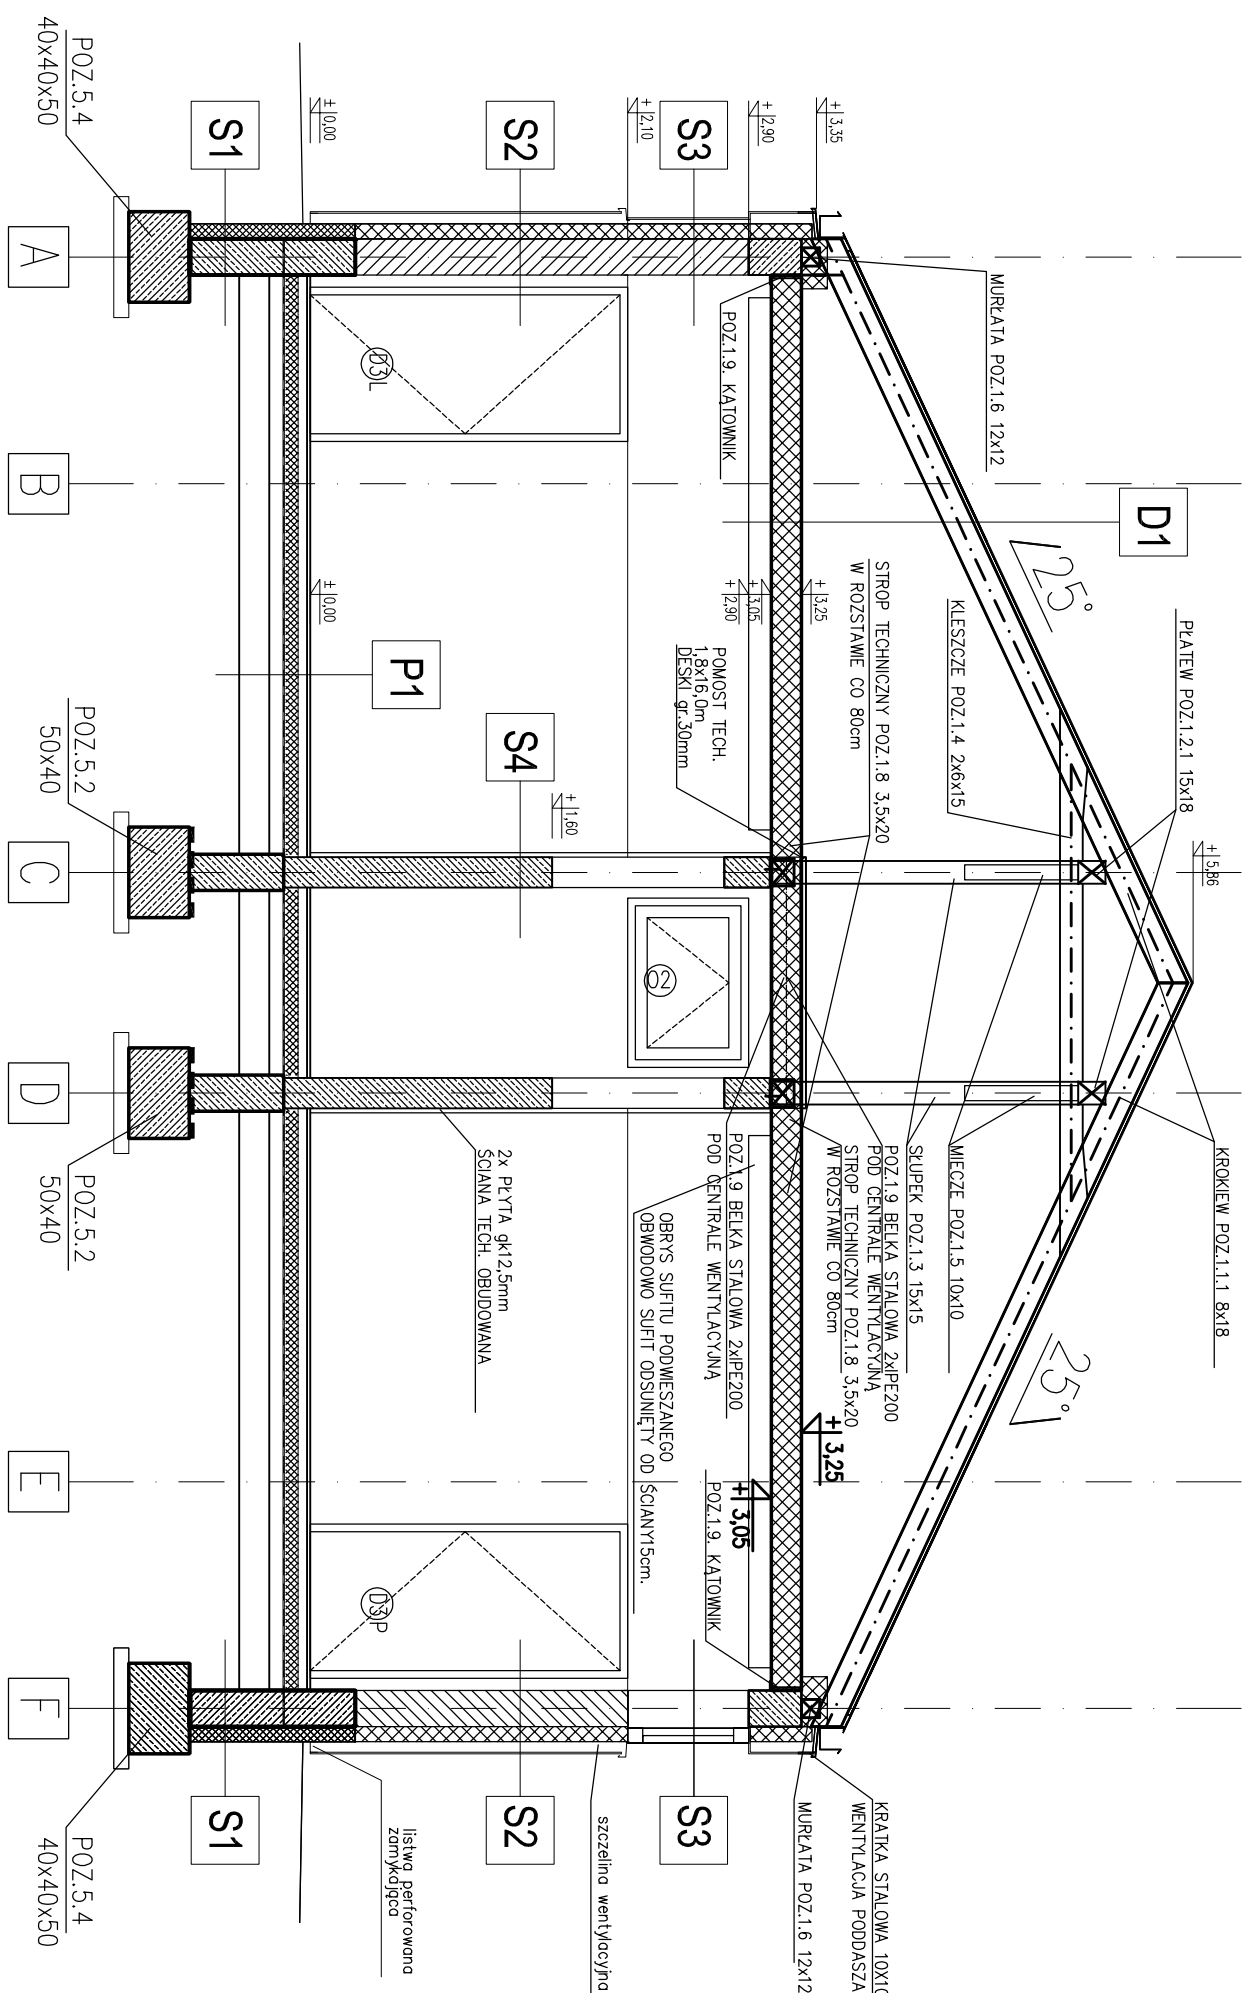 + 5,86
KROKIEW POZ.1.1.1 8x18
PŁATEW POZ.1.2.1 15x18
D1
25°
25°
MIECZE POZ.1.5 10x10
KLESZCZE POZ.1.4 2x6x15
SŁUPEK POZ.1.3 15x15
MURŁATA POZ.1.6 12x12
POZ.1.9 BELKA STALOWA 2xIPE200
POD CENTRALE WENTYLACYJNĄ
STROP TECHNICZNY POZ.1.8 3,5x20
W ROZSTAWIE CO 80cm
STROP TECHNICZNY POZ.1.8 3,5x20
W ROZSTAWIE CO 80cm
KRATKA STALOWA
WENTYLACJA PODDASZA
MURŁATA POZ.1.6 12x12
+ 3,35
+ 3,25
+ 3,25
+ 2,90
+ 3,05
+ 2,90
+ 3,05
POZ.1.9. KĄTOWNIK
POMOST TECH.
1,8x16,0m
DESKI gr.30mm
POZ.1.9 BELKA STALOWA 2xIPE200
POD CENTRALE WENTYLACYJNĄ
POZ.1.9. KĄTOWNIK
S3
S3
+ 2,10
O2
OBRYS SUFITU PODWIESZANEGO
OBWODOWO SUFIT ODSUNIĘTY OD ŚCIANY15cm.
szczelina wentylacyjna
+ 1,60
S2
S4
S2
2x PŁYTA gk12,5mm
ŚCIANA TECH. OBUDOWANA
D3L
D3P
P1
listwa perforowana
zamykająca
± 0,00
± 0,00
S1
S1
POZ.5.4
40x40x50
POZ.5.2
50x40
POZ.5.2
50x40
POZ.5.4
40x40x50
A
B
C
D
E
F